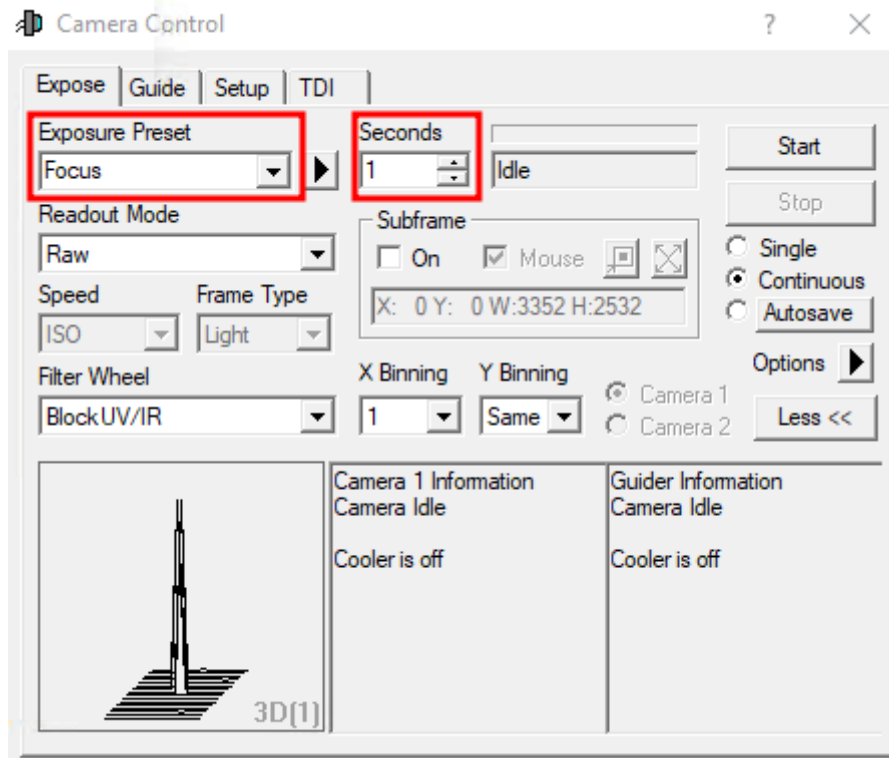 Camera Control ?
Expose Guide Setup TDI
Exposure Preset
Focus
Seconds
1
Idle
Start
Stop
Readout Mode
Raw
Subframe
On Mouse
X: 0 Y: 0 W:3352 H:2532
Single
Continuous
Autosave
Speed Frame Type
ISO Light
Options
Filter Wheel
BlockUV/IR
X Binning Y Binning
1 Same
Camera 1
Camera 2
Less <<
3D(1)
Camera 1 Information
Camera Idle
Cooler is off
Guider Information
Camera Idle
Cooler is off